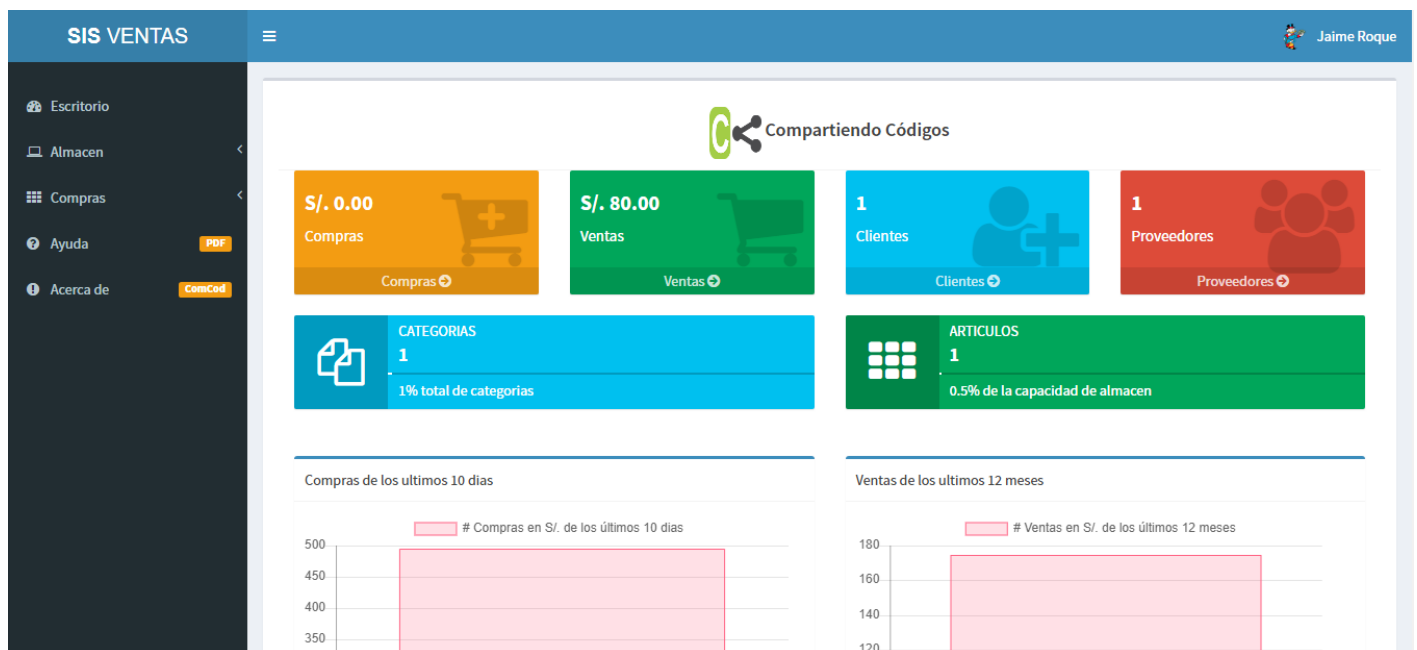 SIS VENTAS
Jaime Roque
Escritorio
Almacen
Compras
Ayuda PDF
Acerca de ComCod
C Compartiendo Códigos
S/. 0.00
Compras
Compras
S/. 80.00
Ventas
Ventas
1
Clientes
Clientes
1
Proveedores
Proveedores
CATEGORIAS
1
1% total de categorias
ARTICULOS
1
0.5% de la capacidad de almacen
Compras de los ultimos 10 dias
# Compras en S/. de los últimos 10 dias
500
450
400
350
Ventas de los ultimos 12 meses
# Ventas en S/. de los últimos 12 meses
180
160
140
120